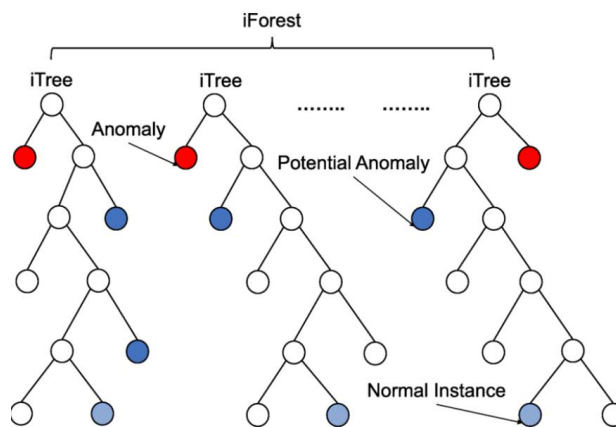 iForest
iTree
iTree
iTree
........ ........
Anomaly
Potential Anomaly
Normal Instance